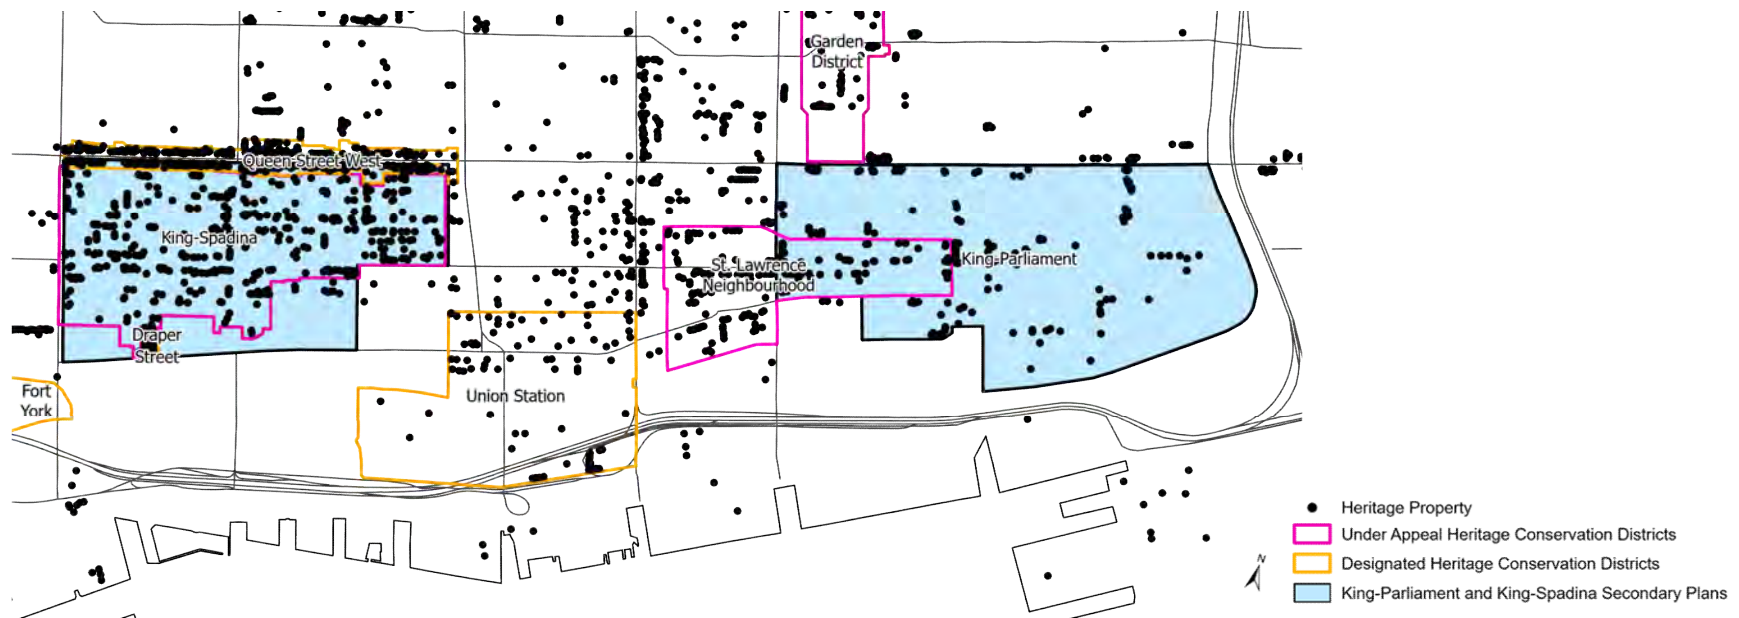 Garden
District
Queen Street West
King-Spadina
St. Lawrence
Neighbourhood
King-Parliament
Draper
Street
Fort
York
Union Station
N
Heritage Property
Under Appeal Heritage Conservation Districts
Designated Heritage Conservation Districts
King-Parliament and King-Spadina Secondary Plans